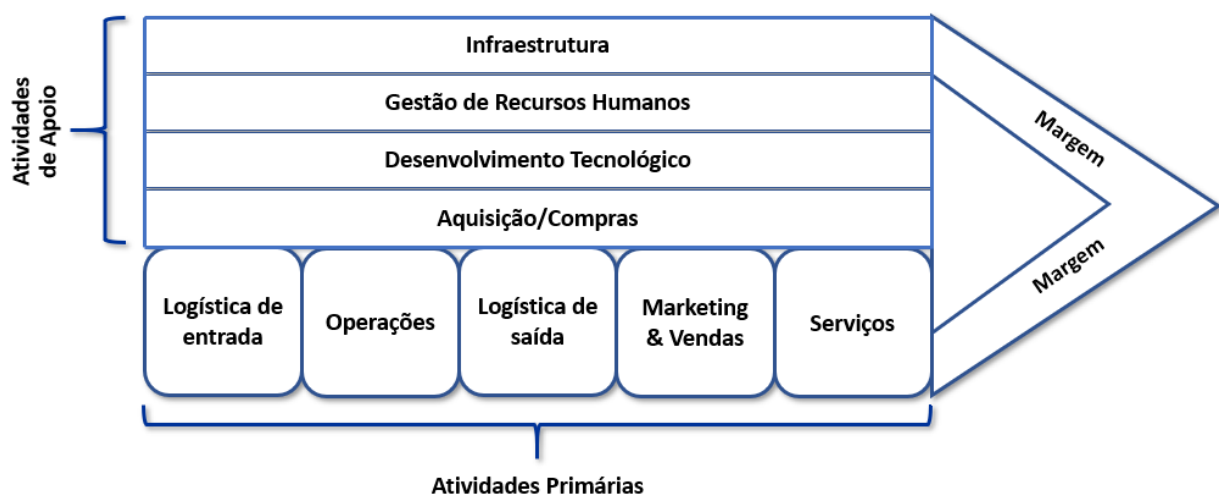 Infraestrutura
Gestão de Recursos Humanos
Desenvolvimento Tecnológico
Aquisição/Compras
Atividades
de Apoio
Margem
Margem
Logística de
entrada
Operações
Logística de
saída
Marketing
& Vendas
Serviços
Atividades Primárias